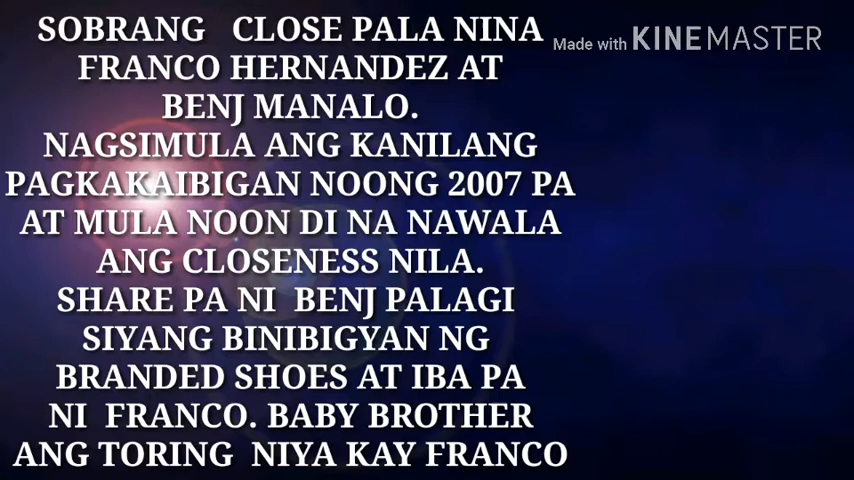 SOBRANG CLOSE PALA NINA
Made with KINEMASTER
FRANCO HERNANDEZ AT
BENJ MANALO.
NAGSIMULA ANG KANILANG
PAGKAKAIBIGAN NOONG 2007 PA
AT MULA NOON DI NA NAWALA
ANG CLOSENESS NILA.
SHARE PA NI BENJ PALAGI
SIYANG BINIBIGYAN NG
BRANDED SHOES AT IBA PA
NI FRANCO. BABY BROTHER
ANG TORING NIYA KAY FRANCO